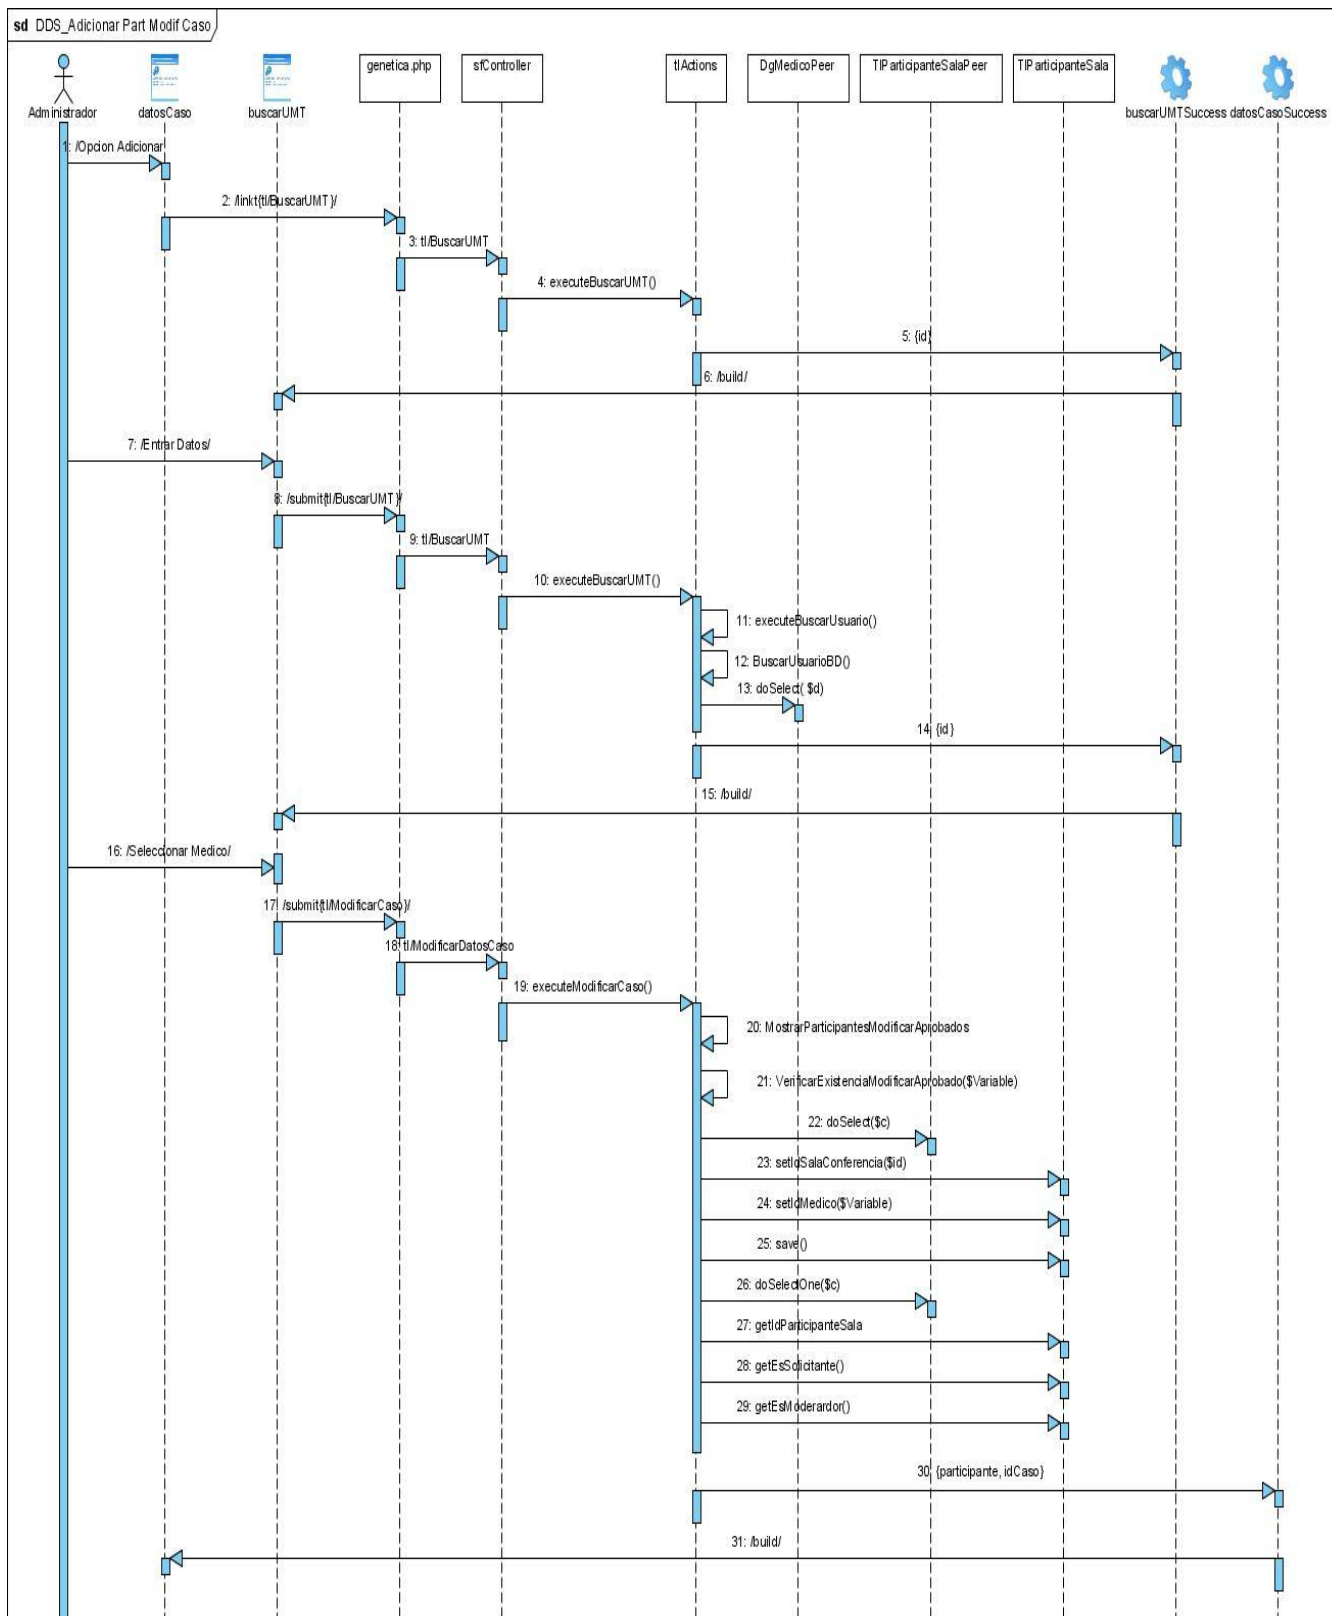 sd DDS_Adicionar Part Modif Caso
Administrador
datosCaso
buscarUMT
genetica.php
sfController
tlActions
DgMedicoPeer
TlParticipanteSalaPeer
TlParticipanteSala
buscarUMTSuccess
datosCasoSuccess
1: /Opcion Adicionar
2: /linkt{tl/BuscarUMT}/
3: tl/BuscarUMT
4: executeBuscarUMT()
5: {id}
6: /build/
7: /Entrar Datos/
8: /submit{tl/BuscarUMT}/
9: tl/BuscarUMT
10: executeBuscarUMT()
11: executeBuscarUsuario()
12: BuscarUsuarioBD()
13: doSelect( $d)
14: {id}
15: /build/
16: /Seleccionar Medico/
17: /submit{tl/ModificarCaso}/
18: tl/ModificarDatosCaso
19: executeModificarCaso()
20: MostrarParticipantesModificarAprobados
21: VerificarExistenciaModificarAprobado($Variable)
22: doSelect($c)
23: setIdSalaConferencia($id)
24: setIdMedico($Variable)
25: save()
26: doSelectOne($c)
27: getIdParticipanteSala
28: getEsSolicitante()
29: getEsModerardor()
30: {participante, idCaso}
31: /build/